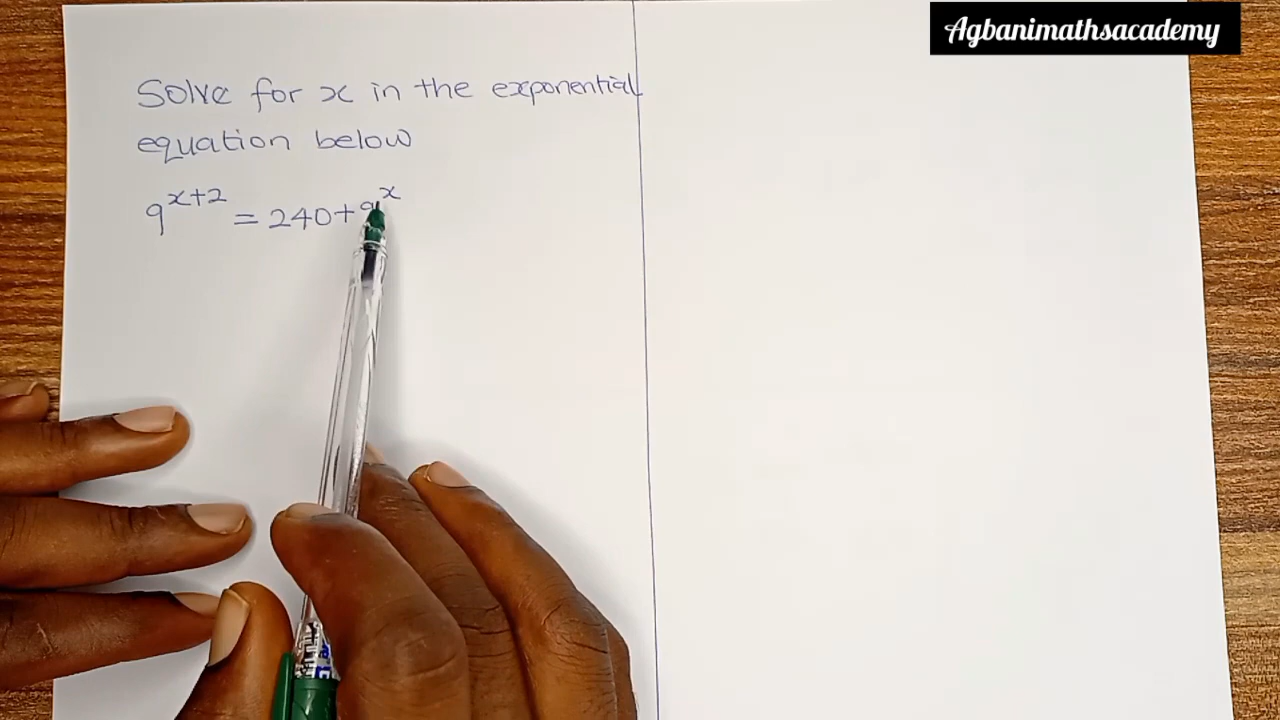 Agbanimathsacademy
Solve for x in the exponential
equation below
9^{x+2} = 240 + 9^x